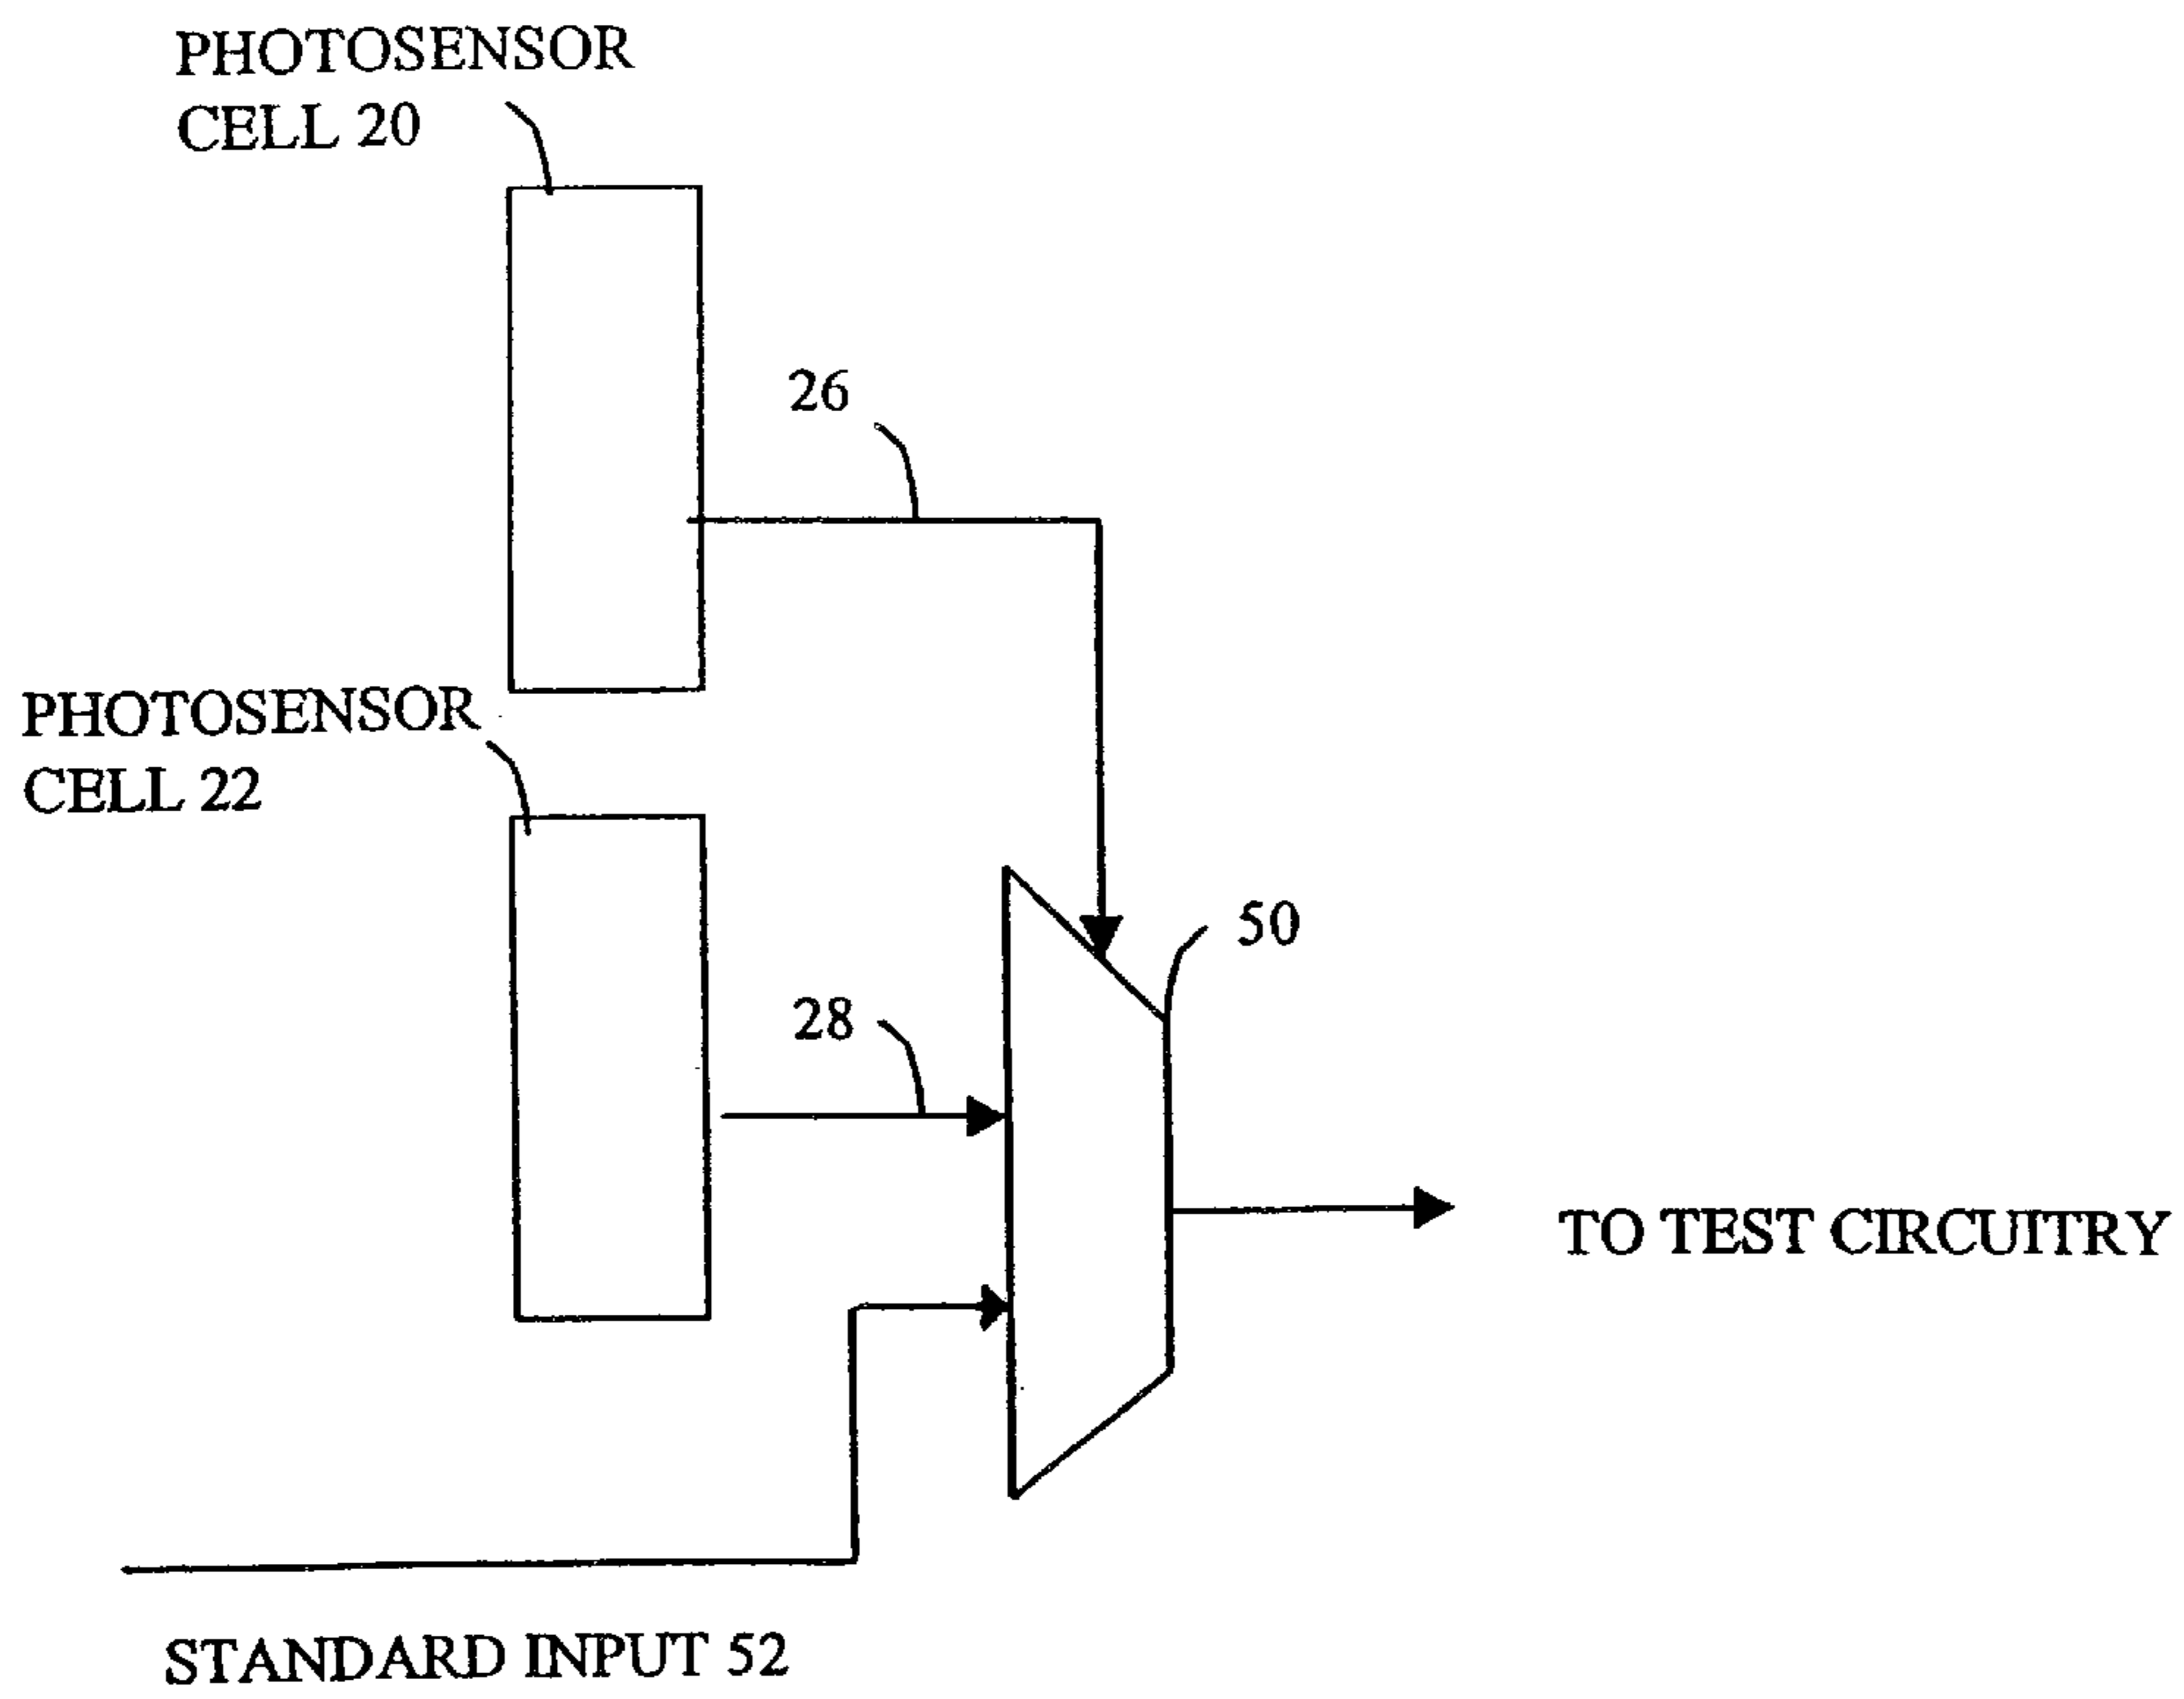 PHOTOSENSOR
CELL 20
26
PHOTOSENSOR
CELL 22
50
28
TO TEST CIRCUITRY
STANDARD INPUT 52